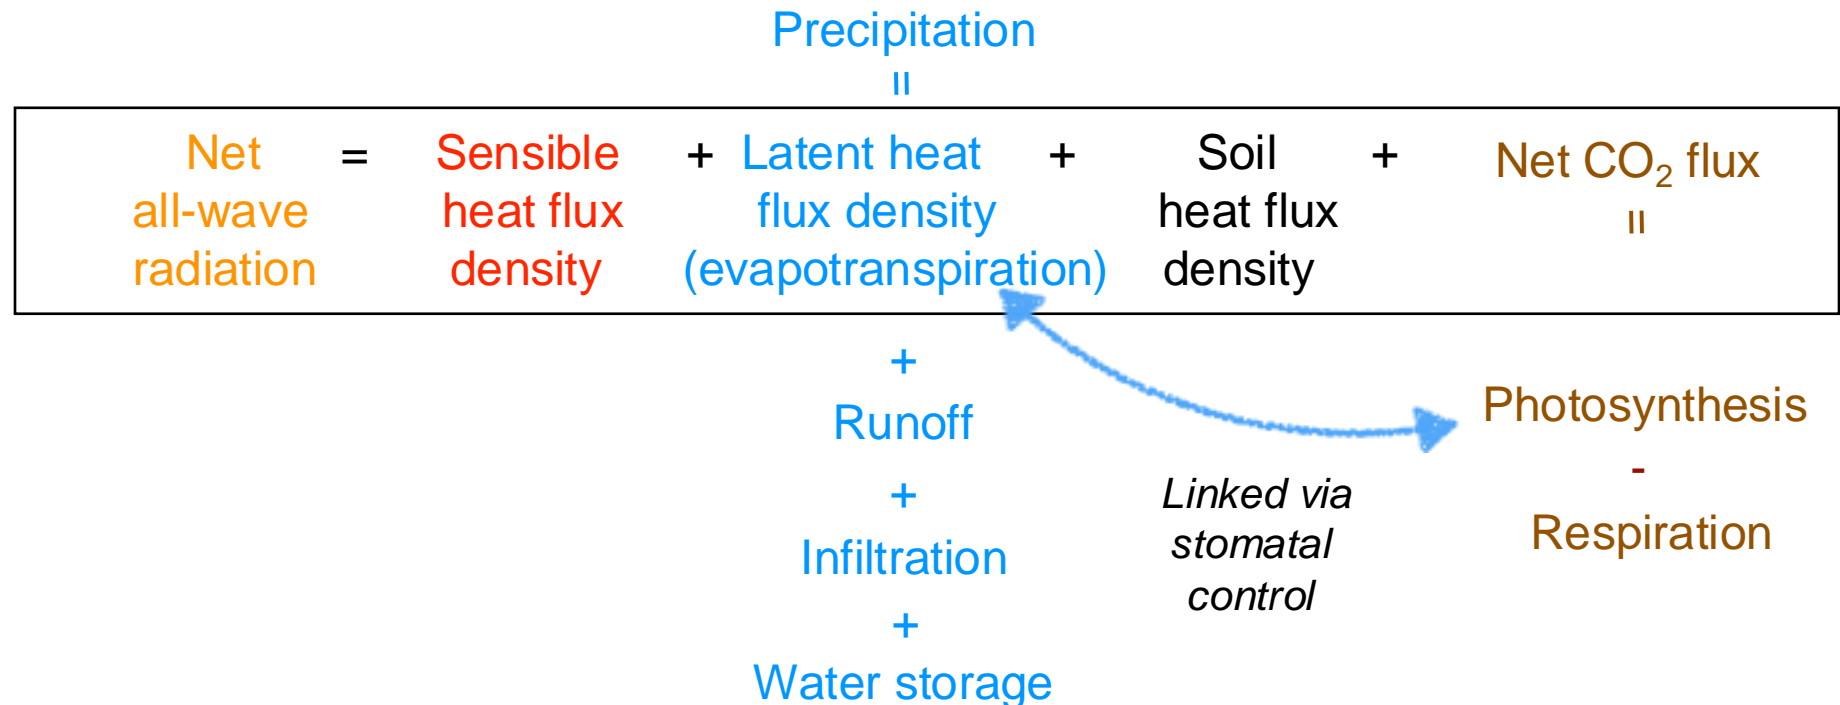 Precipitation
=
Net = Sensible + Latent heat + Soil + Net CO₂ flux
all-wave heat flux flux density heat flux =
radiation density (evapotranspiration) density
+
Runoff
+
Infiltration
+
Water storage
Photosynthesis
-
Respiration
Linked via
stomatal
control